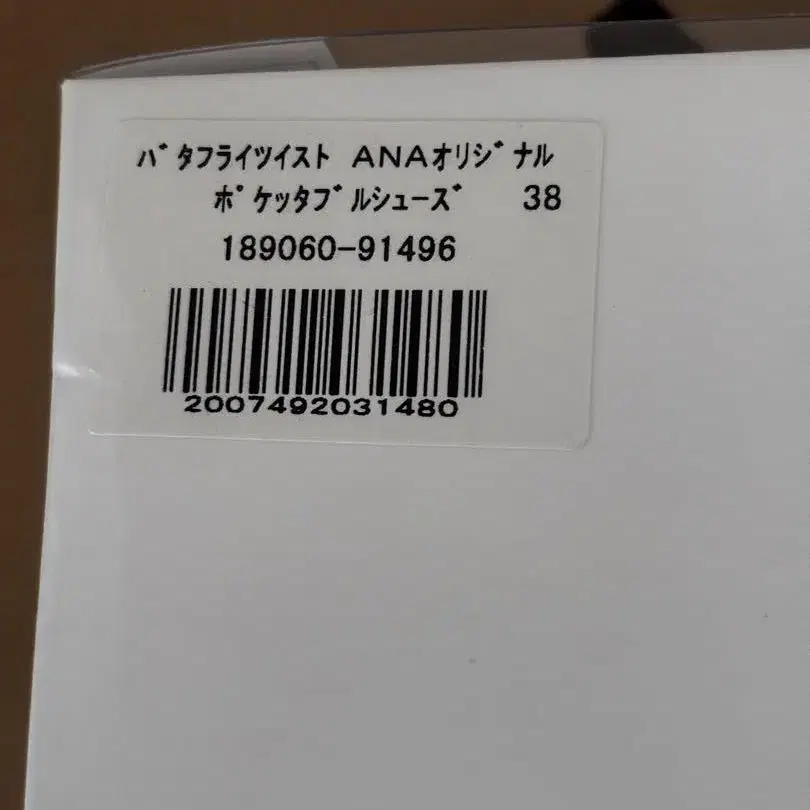 ﾊﾞﾀﾌﾗｲﾂｲｽﾄ ANAｵﾘｼﾞﾅﾙ
ﾎﾟｹｯﾀﾌﾞﾙｼｭｰｽﾞ 38
189060-91496
2007492031480